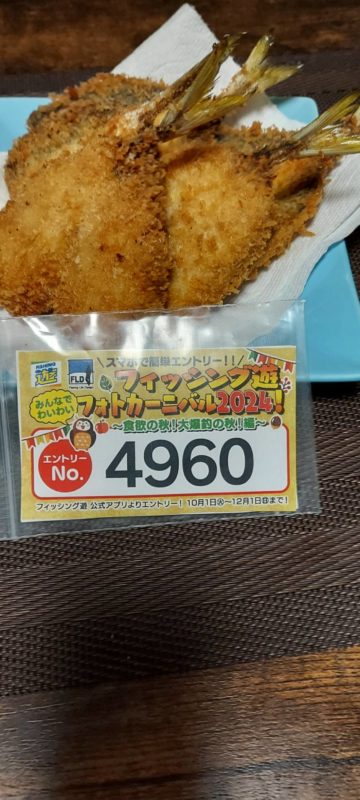 FISHING
遊
FLD
\スマホで簡単エントリー!!/
みんなで
わいわい
フィッシング遊
フォトカーニバル2024!
~食欲の秋!大爆釣の秋!編~
エントリー
No.
4960
フィッシング遊 公式アプリよりエントリー! 10月1日㊋~12月1日㊐まで!